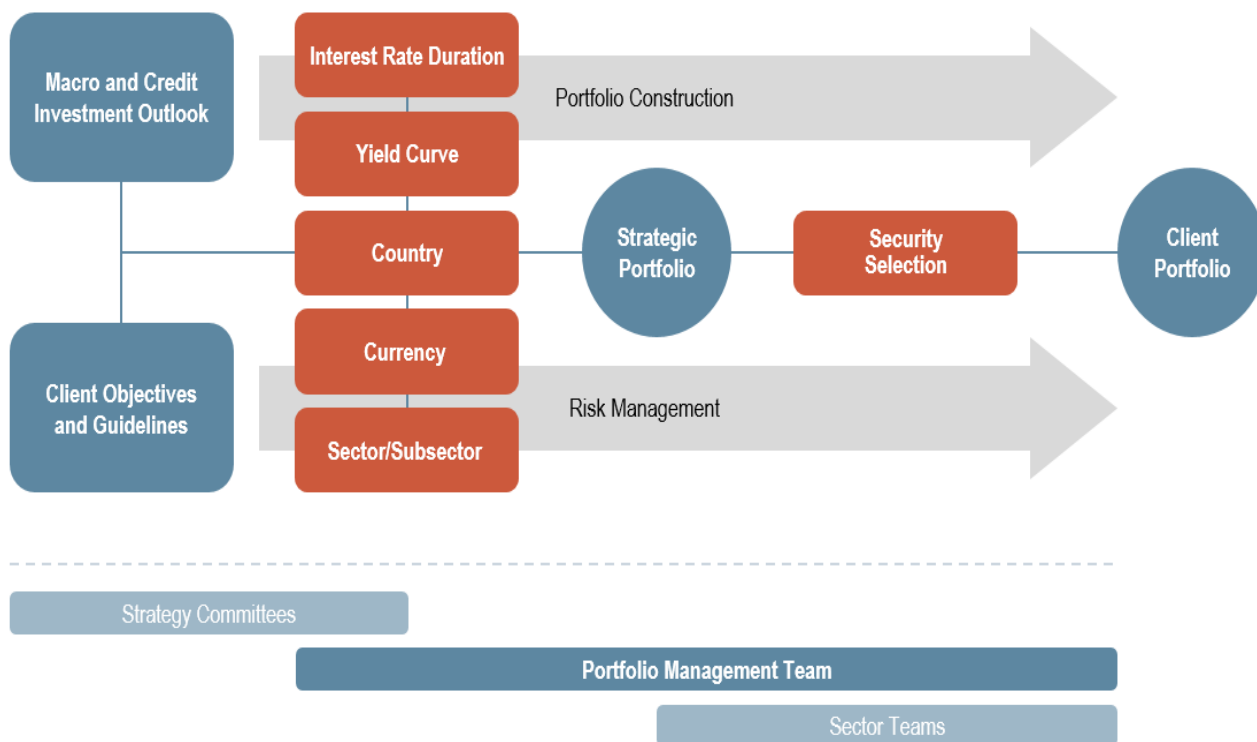 Macro and Credit
Investment Outlook
Client Objectives
and Guidelines
Interest Rate Duration
Yield Curve
Country
Currency
Sector/Subsector
Portfolio Construction
Strategic
Portfolio
Security
Selection
Client
Portfolio
Risk Management
Strategy Committees
Portfolio Management Team
Sector Teams